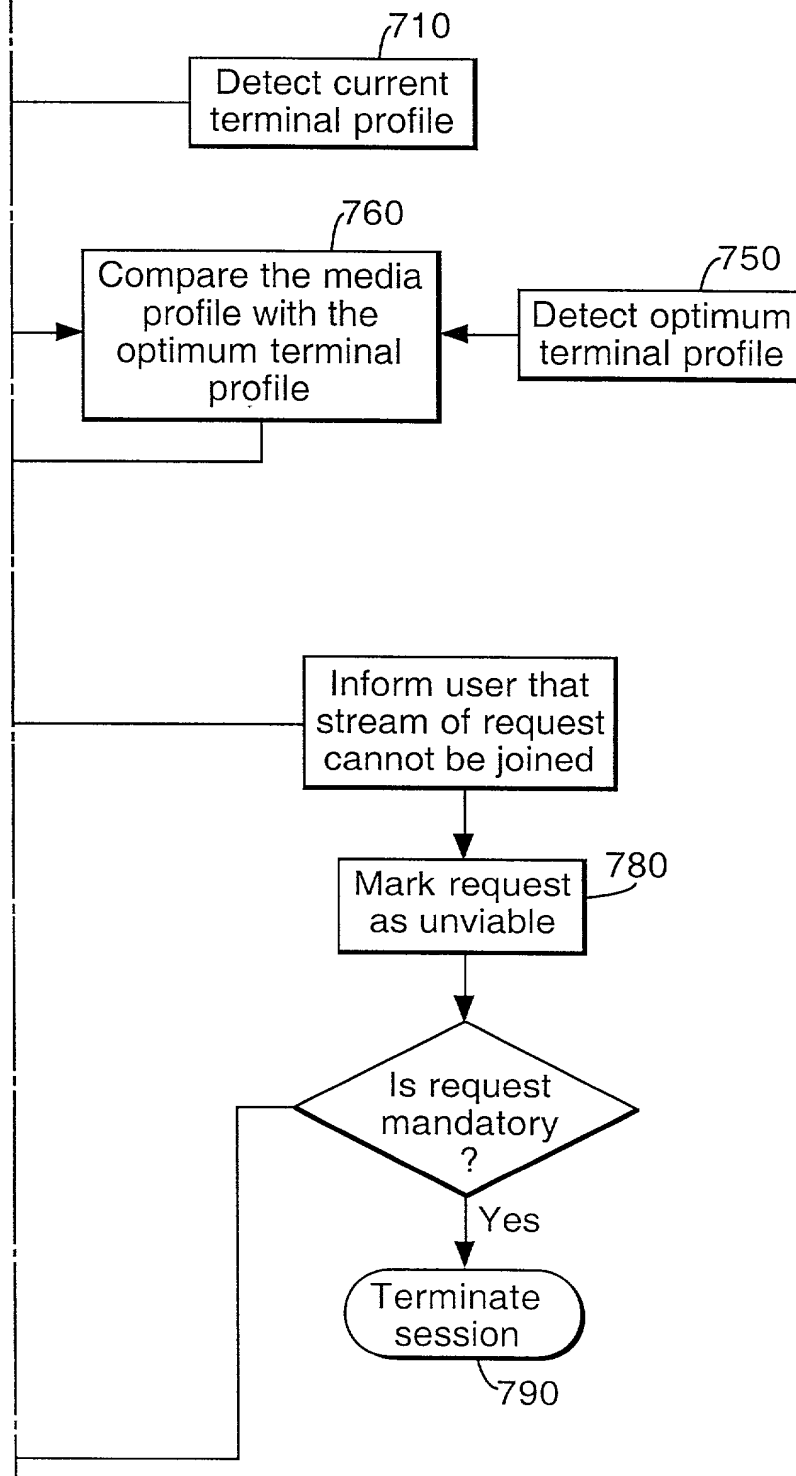 710
Detect current
terminal profile
760
Compare the media
profile with the
optimum terminal
profile
750
Detect optimum
terminal profile
Inform user that
stream of request
cannot be joined
780
Mark request
as unviable
Is request
mandatory
?
Yes
Terminate
session
790